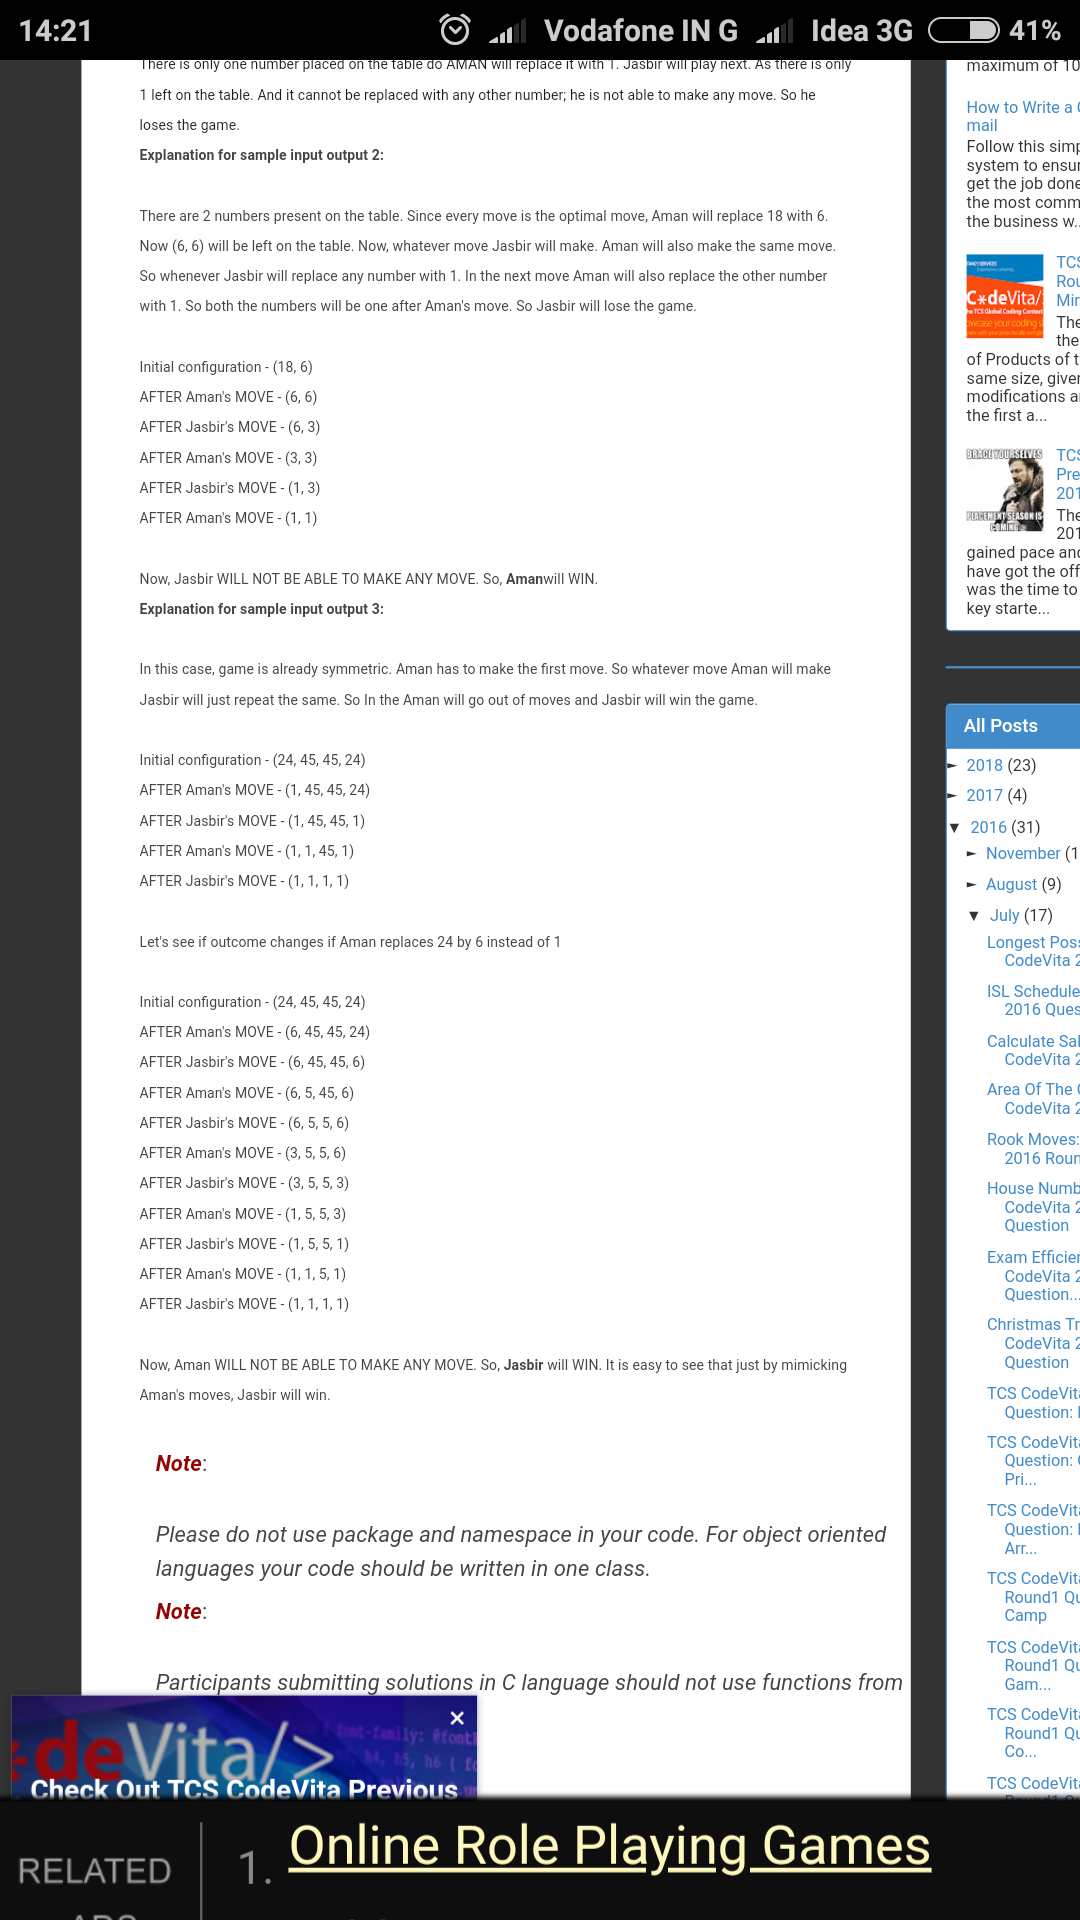 14:21 Vodafone IN G Idea 3G 41%
There is only one number placed on the table do AMAN will replace it with 1. Jasbir will play next. As there is only
1 left on the table. And it cannot be replaced with any other number; he is not able to make any move. So he
loses the game.
Explanation for sample input output 2:
There are 2 numbers present on the table. Since every move is the optimal move, Aman will replace 18 with 6.
Now (6, 6) will be left on the table. Now, whatever move Jasbir will make. Aman will also make the same move.
So whenever Jasbir will replace any number with 1. In the next move Aman will also replace the other number
with 1. So both the numbers will be one after Aman's move. So Jasbir will lose the game.
Initial configuration - (18, 6)
AFTER Aman's MOVE - (6, 6)
AFTER Jasbir's MOVE - (6, 3)
AFTER Aman's MOVE - (3, 3)
AFTER Jasbir's MOVE - (1, 3)
AFTER Aman's MOVE - (1, 1)
Now, Jasbir WILL NOT BE ABLE TO MAKE ANY MOVE. So, Amanwill WIN.
Explanation for sample input output 3:
In this case, game is already symmetric. Aman has to make the first move. So whatever move Aman will make
Jasbir will just repeat the same. So In the Aman will go out of moves and Jasbir will win the game.
Initial configuration - (24, 45, 45, 24)
AFTER Aman's MOVE - (1, 45, 45, 24)
AFTER Jasbir's MOVE - (1, 45, 45, 1)
AFTER Aman's MOVE - (1, 1, 45, 1)
AFTER Jasbir's MOVE - (1, 1, 1, 1)
Let's see if outcome changes if Aman replaces 24 by 6 instead of 1
Initial configuration - (24, 45, 45, 24)
AFTER Aman's MOVE - (6, 45, 45, 24)
AFTER Jasbir's MOVE - (6, 45, 45, 6)
AFTER Aman's MOVE - (6, 5, 45, 6)
AFTER Jasbir's MOVE - (6, 5, 5, 6)
AFTER Aman's MOVE - (3, 5, 5, 6)
AFTER Jasbir's MOVE - (3, 5, 5, 3)
AFTER Aman's MOVE - (1, 5, 5, 3)
AFTER Jasbir's MOVE - (1, 5, 5, 1)
AFTER Aman's MOVE - (1, 1, 5, 1)
AFTER Jasbir's MOVE - (1, 1, 1, 1)
Now, Aman WILL NOT BE ABLE TO MAKE ANY MOVE. So, Jasbir will WIN. It is easy to see that just by mimicking
Aman's moves, Jasbir will win.
Note:
Please do not use package and namespace in your code. For object oriented
languages your code should be written in one class.
Note:
Participants submitting solutions in C language should not use functions from
maximum of 10
How to Write a
mail
Follow this simp
system to ensur
get the job done
the most comm
the business w..
TCS
Rou
Mir
The
the
of Products of t
same size, giver
modifications a
the first a...
C*deVita/
BRACE YOURSELVES
PLACEMENT SEASON IS
COMING
TCS
Pre
201
The
201
gained pace and
have got the off
was the time to
key starte...
All Posts
► 2018 (23)
► 2017 (4)
▼ 2016 (31)
► November (1
► August (9)
▼ July (17)
Longest Poss
CodeVita 2
ISL Schedule
2016 Ques
Calculate Sal
CodeVita 2
Area Of The
CodeVita 2
Rook Moves:
2016 Roun
House Numb
CodeVita 2
Question
Exam Efficier
CodeVita 2
Question...
Christmas Tr
CodeVita 2
Question
TCS CodeVita
Question:
TCS CodeVita
Question:
Pri...
TCS CodeVita
Question:
Arr...
TCS CodeVita
Round1 Qu
Camp
TCS CodeVita
Round1 Qu
Gam...
TCS CodeVita
Round1 Qu
Co...
TCS CodeVita
deVita/>
×
Check Out TCS CodeVita Previous
RELATED
ADS
1. Online Role Playing Games